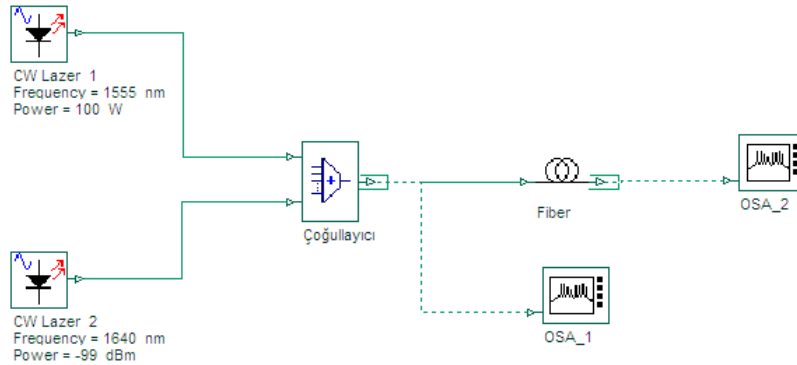 CW Lazer 1
Frequency = 1555 nm
Power = 100 W
Çoğullayıcı
Fiber
OSA_2
OSA_1
CW Lazer 2
Frequency = 1640 nm
Power = -99 dBm